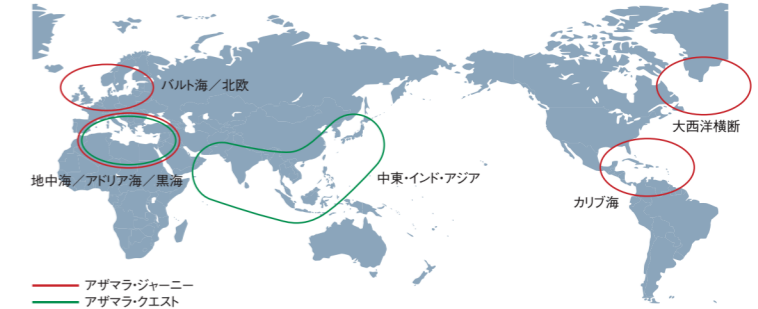 バルト海／北欧
大西洋横断
地中海／アドリア海／黒海
中東・インド・アジア
カリブ海
アザマラ・ジャーニー
アザマラ・クエスト